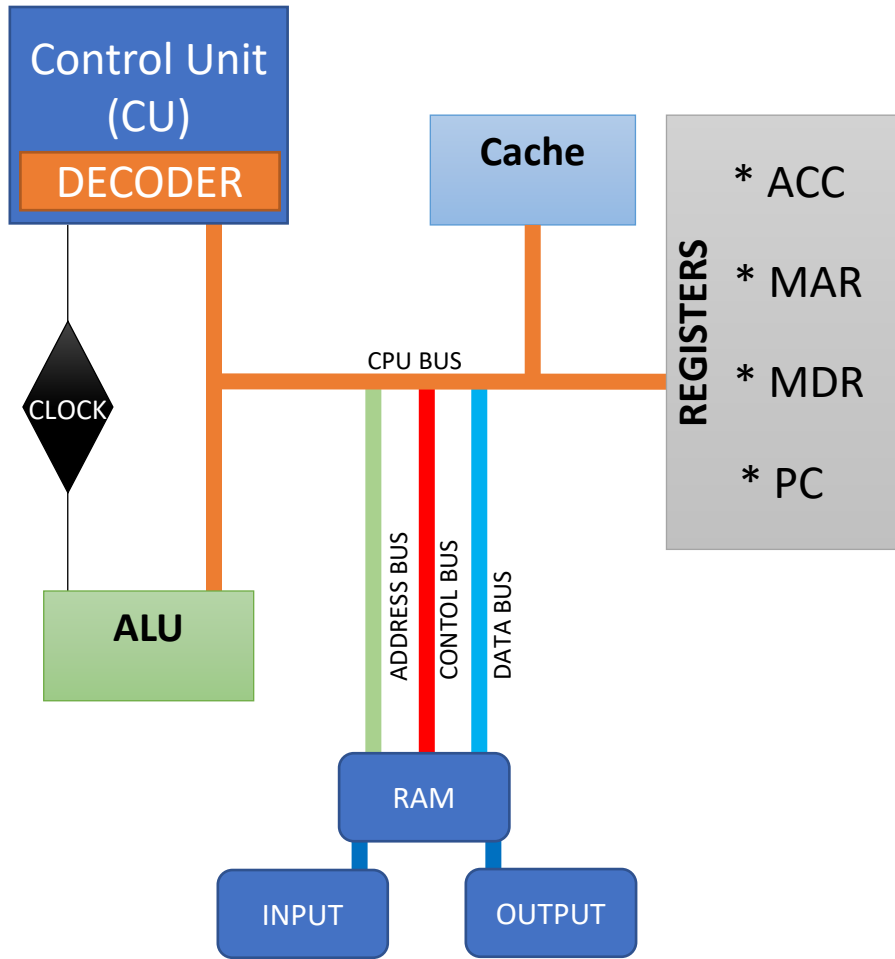 Control Unit
(CU)
DECODER
Cache
REGISTERS
* ACC
* MAR
* MDR
* PC
CPU BUS
CLOCK
ADDRESS BUS
CONTOL BUS
DATA BUS
ALU
RAM
INPUT
OUTPUT